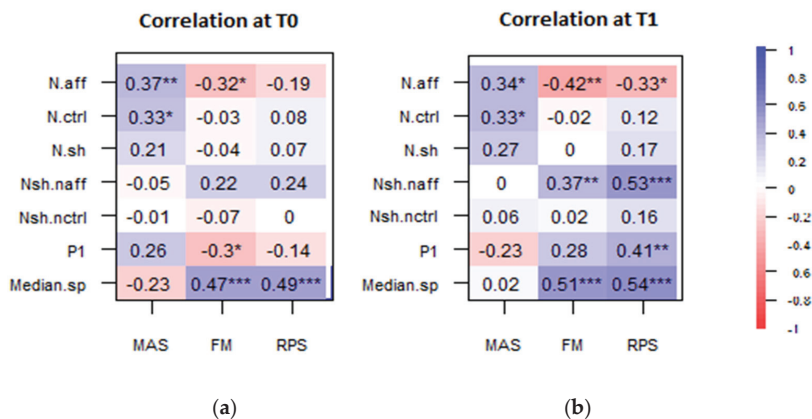 Correlation at T0
N.aff 0.37** -0.32* -0.19
N.ctrl 0.33* -0.03 0.08
N.sh 0.21 -0.04 0.07
Nsh.naff -0.05 0.22 0.24
Nsh.nctrl -0.01 -0.07 0
P1 0.26 -0.3* -0.14
Median.sp -0.23 0.47*** 0.49***
MAS FM RPS
(a)
Correlation at T1
N.aff 0.34* -0.42** -0.33*
N.ctrl 0.33* -0.02 0.12
N.sh 0.27 0 0.17
Nsh.naff 0 0.37** 0.53***
Nsh.nctrl 0.06 0.02 0.16
P1 -0.23 0.28 0.41**
Median.sp 0.02 0.51*** 0.54***
MAS FM RPS
(b)
1
0.8
0.6
0.4
0.2
0
-0.2
-0.4
-0.6
-0.8
-1